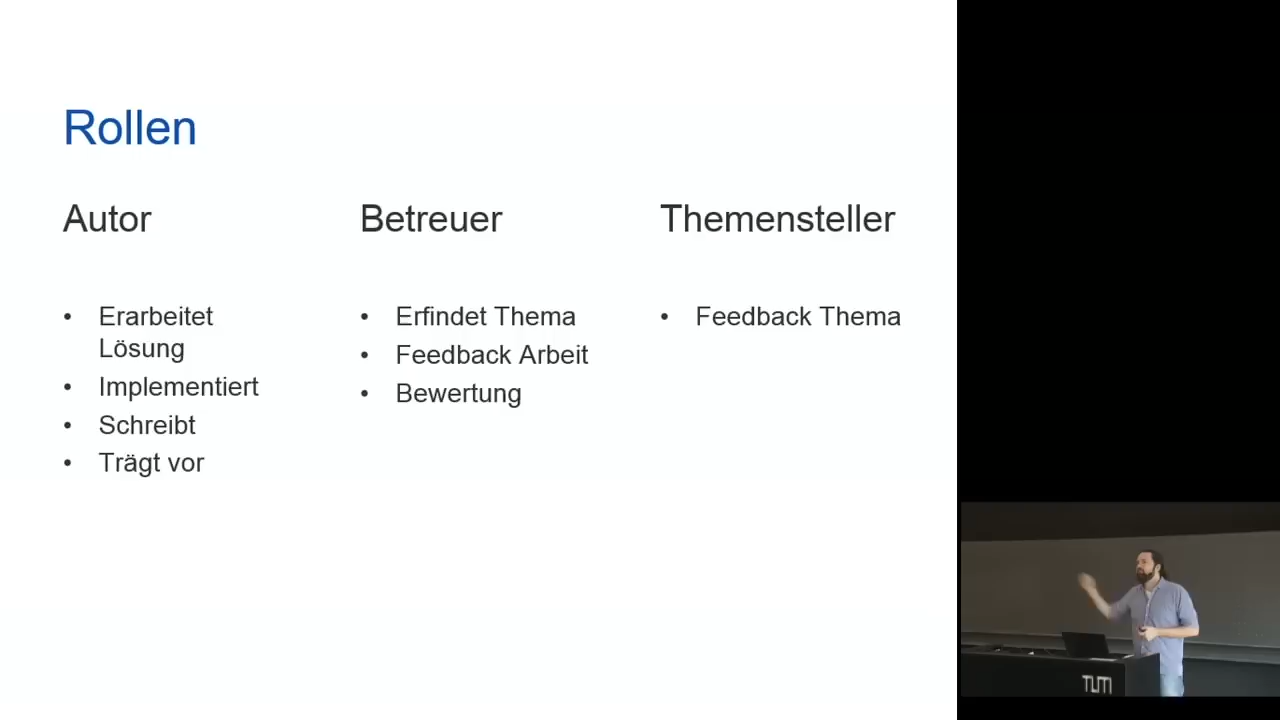 Rollen
Autor
• Erarbeitet
Lösung
• Implementiert
• Schreibt
• Trägt vor
Betreuer
• Erfindet Thema
• Feedback Arbeit
• Bewertung
Themensteller
• Feedback Thema
TUM